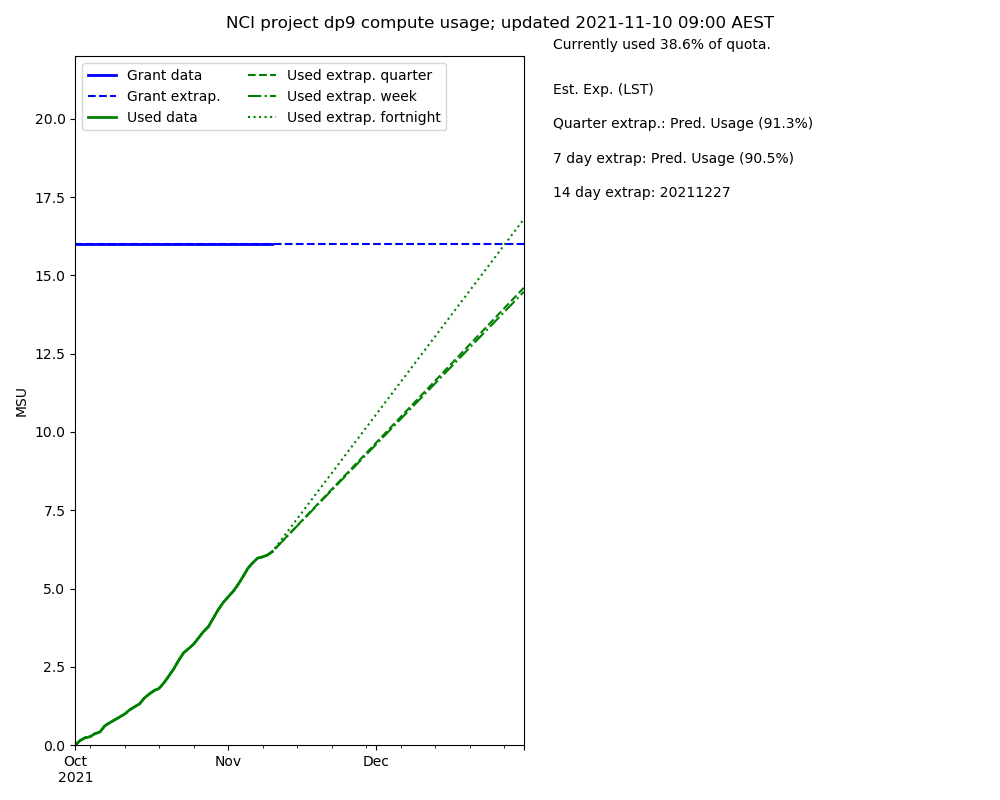 NCI project dp9 compute usage; updated 2021-11-10 09:00 AEST
Currently used 38.6% of quota.
Est. Exp. (LST)
Quarter extrap.: Pred. Usage (91.3%)
7 day extrap: Pred. Usage (90.5%)
14 day extrap: 20211227
Grant data
Grant extrap.
Used data
Used extrap. quarter
Used extrap. week
Used extrap. fortnight
MSU
20.0
17.5
15.0
12.5
10.0
7.5
5.0
2.5
0.0
Oct
2021
Nov
Dec